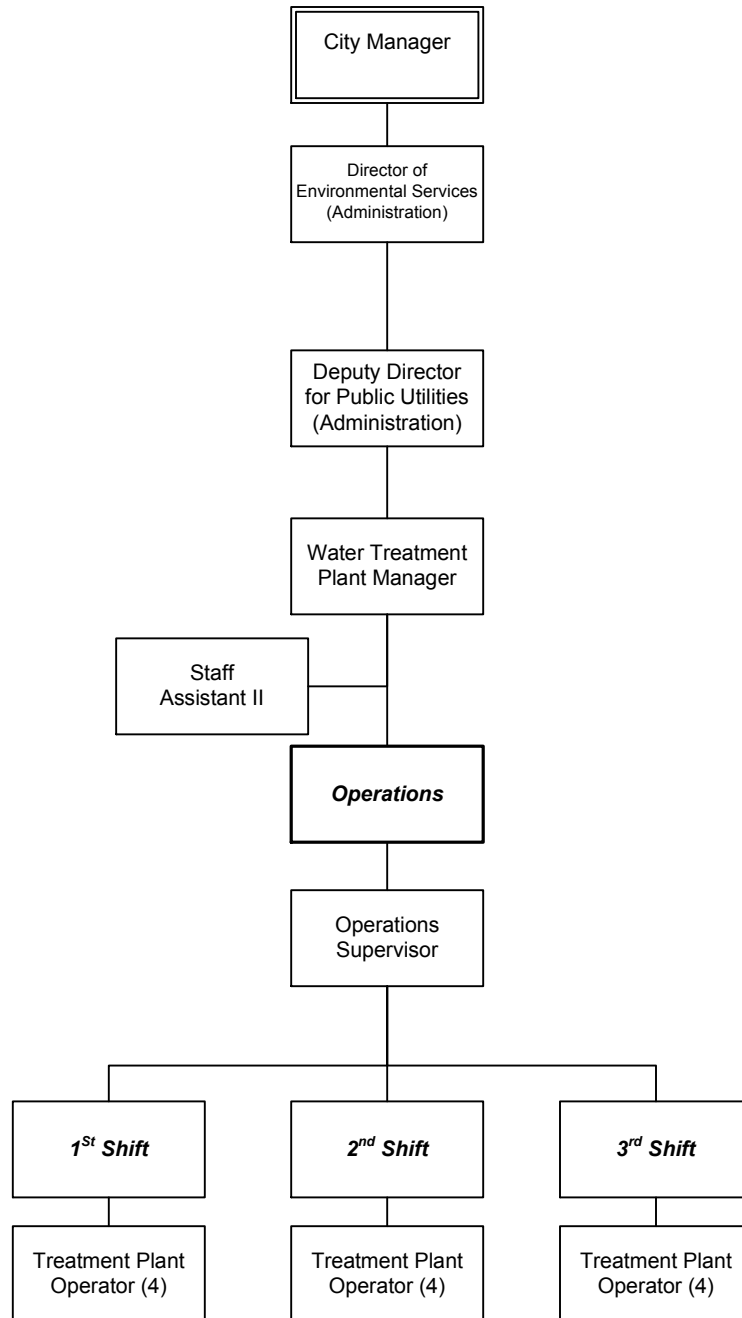 City Manager
Director of
Environmental Services
(Administration)
Deputy Director
for Public Utilities
(Administration)
Water Treatment
Plant Manager
Staff
Assistant II
Operations
Operations
Supervisor
1St Shift
2nd Shift
3rd Shift
Treatment Plant
Operator (4)
Treatment Plant
Operator (4)
Treatment Plant
Operator (4)